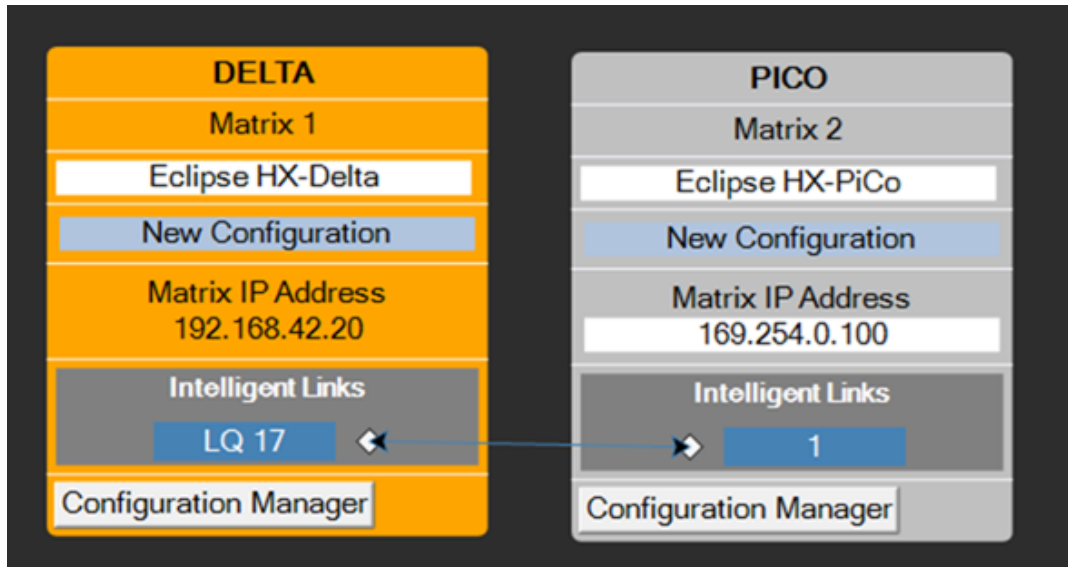 DELTA
Matrix 1
Eclipse HX-Delta
New Configuration
Matrix IP Address
192.168.42.20
Intelligent Links
LQ 17
Configuration Manager
PICO
Matrix 2
Eclipse HX-PiCo
New Configuration
Matrix IP Address
169.254.0.100
Intelligent Links
1
Configuration Manager